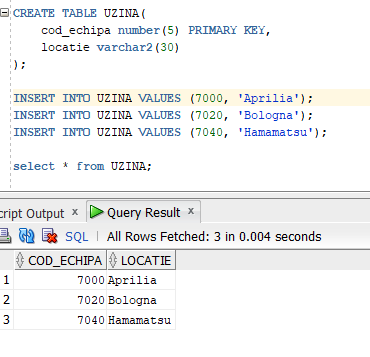 CREATE TABLE UZINA(
cod_echipa number(5) PRIMARY KEY,
locatie varchar2(30)
);
INSERT INTO UZINA VALUES (7000, 'Aprilia');
INSERT INTO UZINA VALUES (7020, 'Bologna');
INSERT INTO UZINA VALUES (7040, 'Hamamatsu');
select * from UZINA;
cript Output x Query Result x
SQL | All Rows Fetched: 3 in 0.004 seconds
COD_ECHIPA LOCATIE
1 7000 Aprilia
2 7020 Bologna
3 7040 Hamamatsu